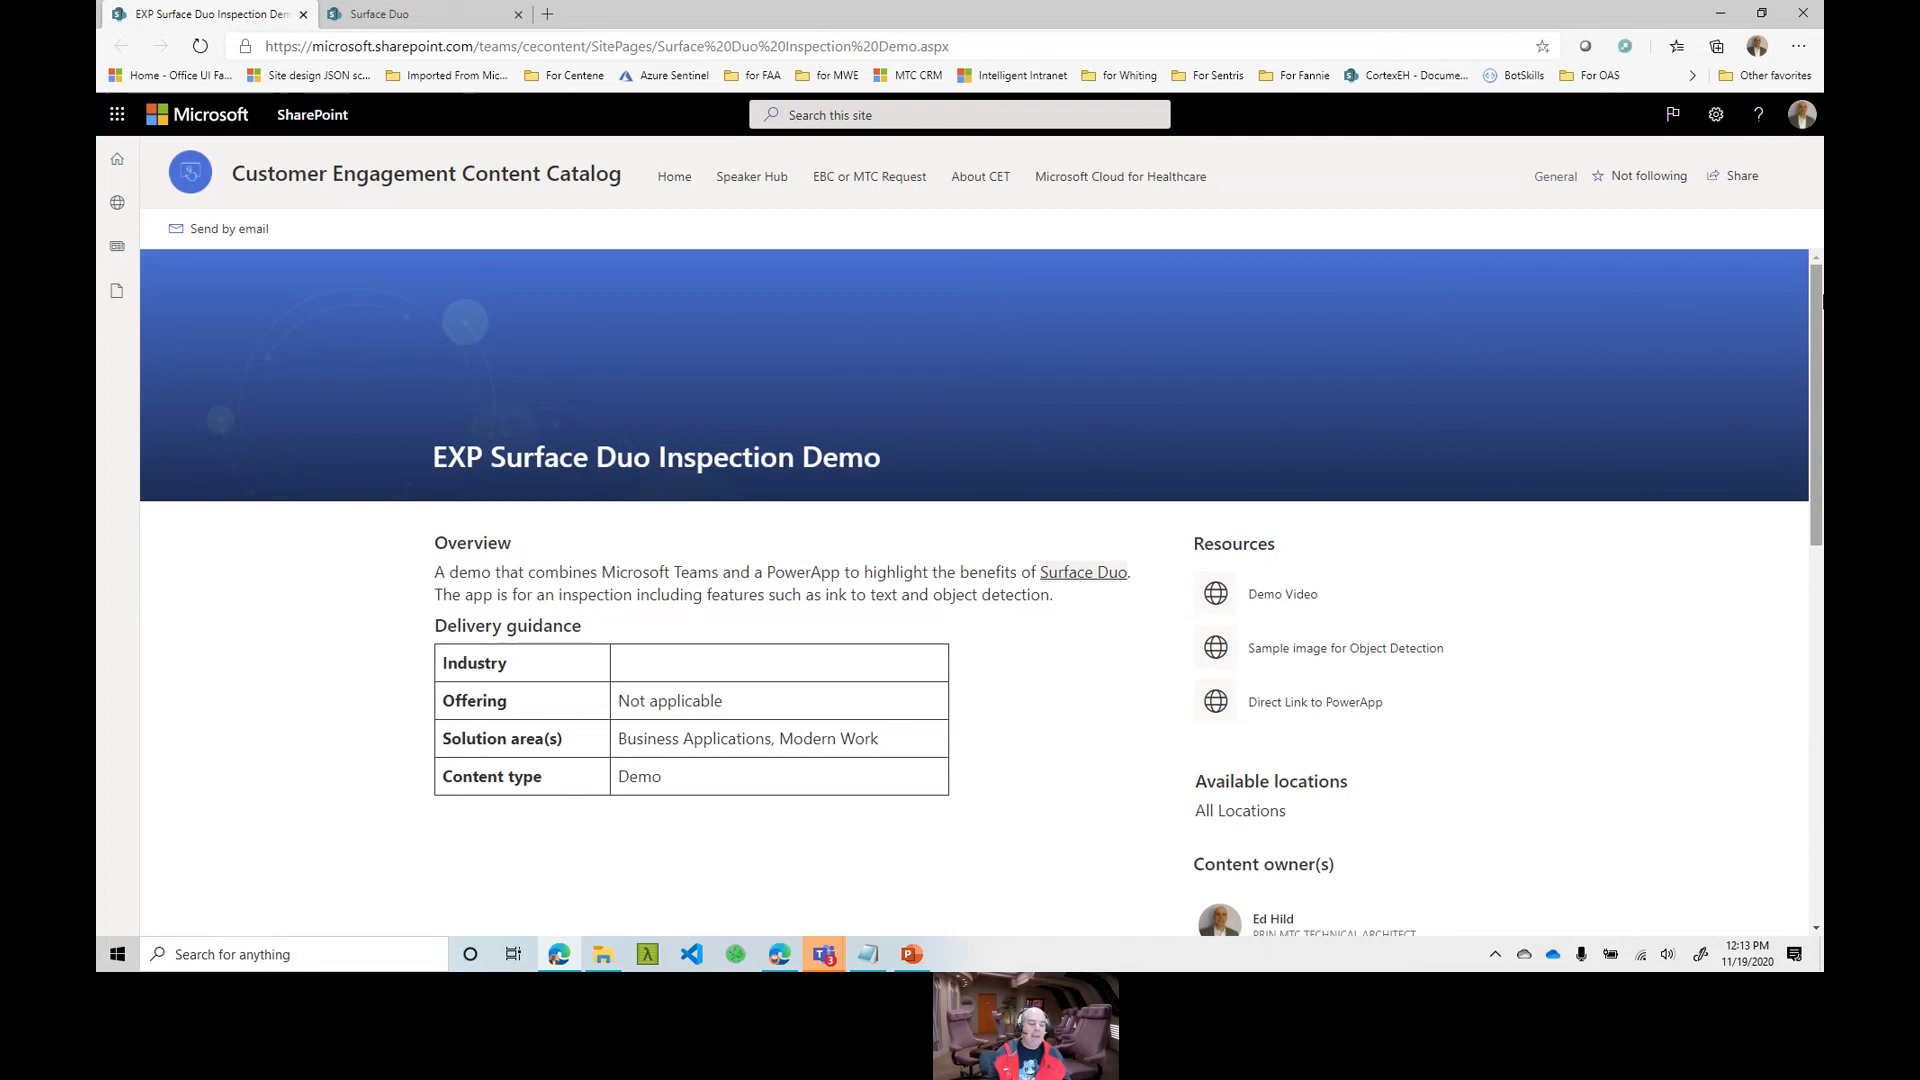 EXP Surface Duo Inspection Dem
Surface Duo
https://microsoft.sharepoint.com/teams/cecontent/SitePages/Surface%20Duo%20Inspection%20Demo.aspx
Home - Office UI Fa...
Site design JSON sc...
Imported From Mic...
For Centene
Azure Sentinel
for FAA
for MWE
MTC CRM
Intelligent Intranet
for Whiting
For Sentris
For Fannie
CortexEH - Docume...
BotSkills
For OAS
Other favorites
Microsoft
SharePoint
Search this site
Customer Engagement Content Catalog
Home
Speaker Hub
EBC or MTC Request
About CET
Microsoft Cloud for Healthcare
General
Not following
Share
Send by email
EXP Surface Duo Inspection Demo
Overview
A demo that combines Microsoft Teams and a PowerApp to highlight the benefits of Surface Duo.
The app is for an inspection including features such as ink to text and object detection.
Delivery guidance
Industry
Offering Not applicable
Solution area(s) Business Applications, Modern Work
Content type Demo
Resources
Demo Video
Sample image for Object Detection
Direct Link to PowerApp
Available locations
All Locations
Content owner(s)
Ed Hild
PRIN MTC TECHNICAL ARCHITECT
Search for anything
12:13 PM
11/19/2020